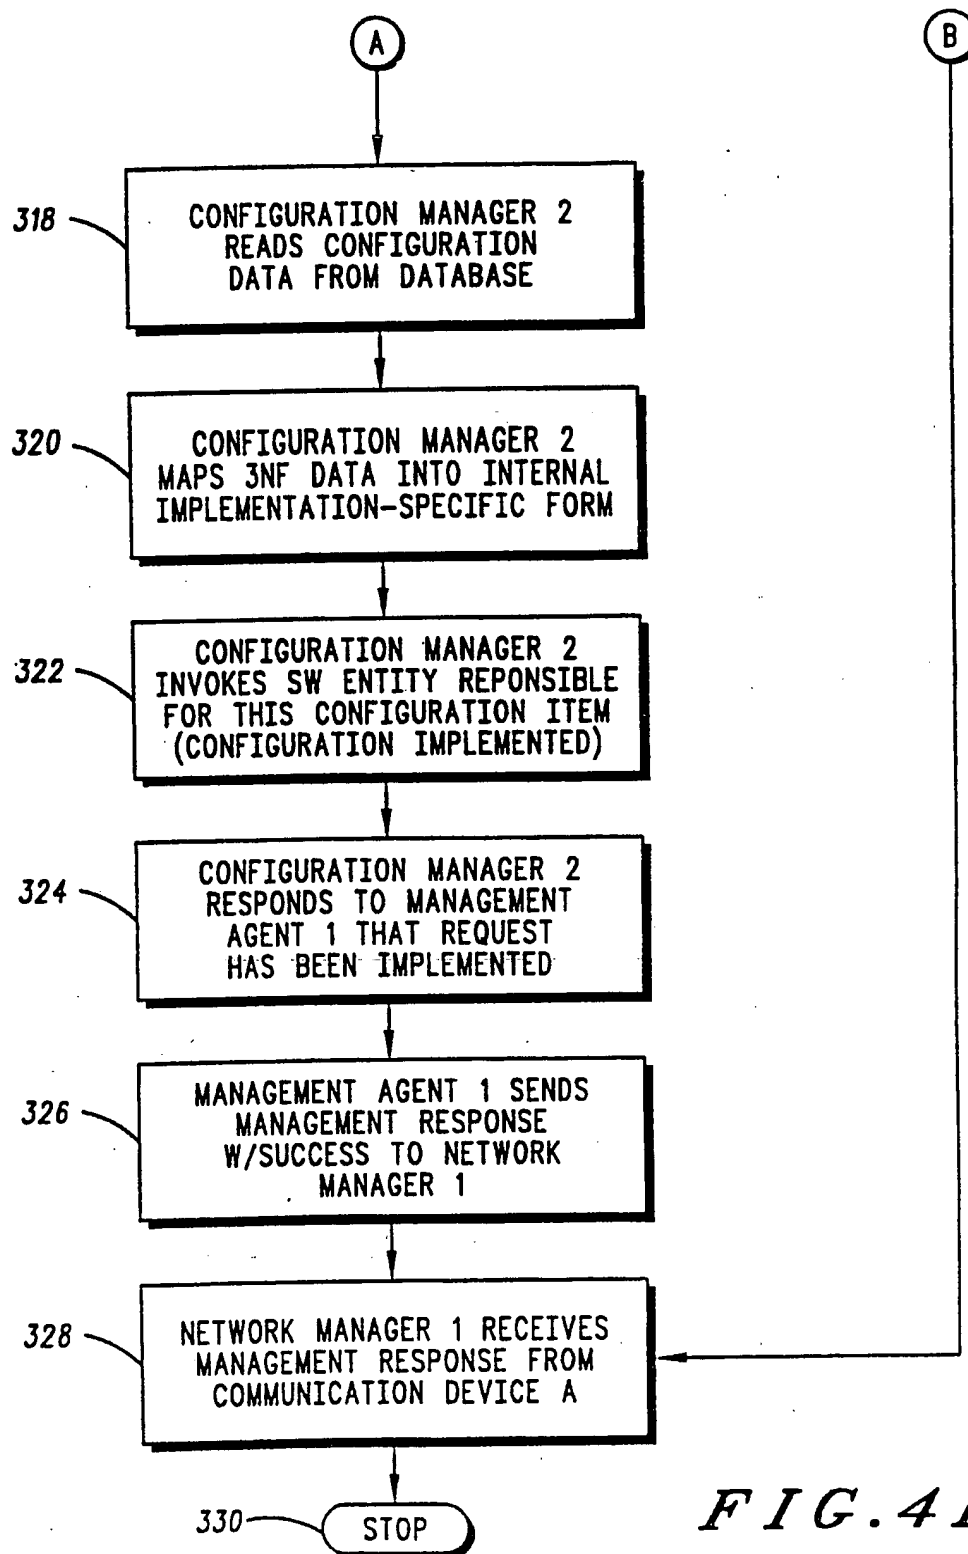 A
B
318
CONFIGURATION MANAGER 2
READS CONFIGURATION
DATA FROM DATABASE
320
CONFIGURATION MANAGER 2
MAPS 3NF DATA INTO INTERNAL
IMPLEMENTATION-SPECIFIC FORM
322
CONFIGURATION MANAGER 2
INVOKES SW ENTITY REPONSIBLE
FOR THIS CONFIGURATION ITEM
(CONFIGURATION IMPLEMENTED)
324
CONFIGURATION MANAGER 2
RESPONDS TO MANAGEMENT
AGENT 1 THAT REQUEST
HAS BEEN IMPLEMENTED
326
MANAGEMENT AGENT 1 SENDS
MANAGEMENT RESPONSE
W/SUCCESS TO NETWORK
MANAGER 1
328
NETWORK MANAGER 1 RECEIVES
MANAGEMENT RESPONSE FROM
COMMUNICATION DEVICE A
330
STOP
FIG.4